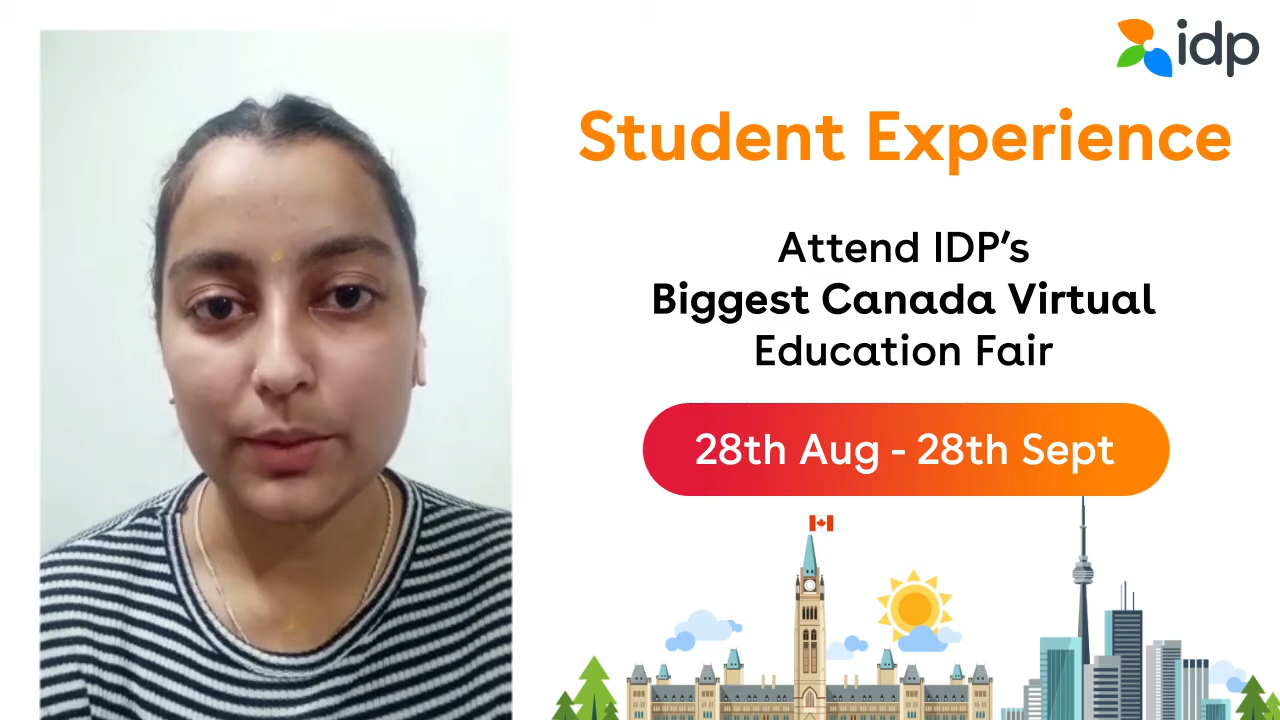 idp
Student Experience
Attend IDP’s
Biggest Canada Virtual
Education Fair
28th Aug - 28th Sept